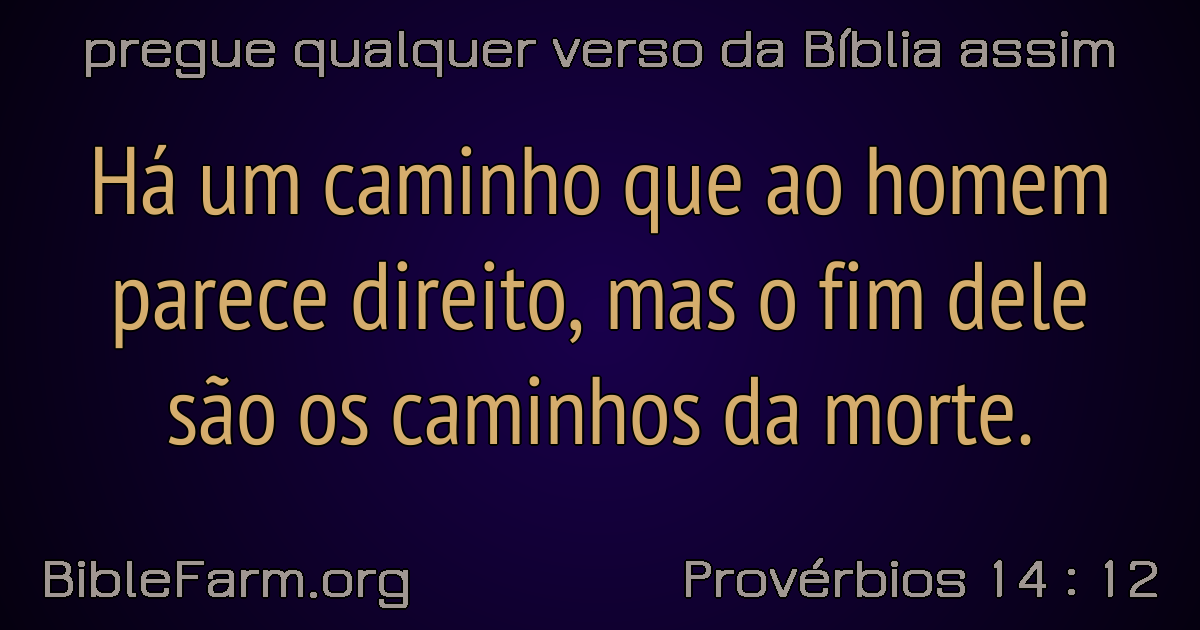 pregue qualquer verso da Bíblia assim
Há um caminho que ao homem
parece direito, mas o fim dele
são os caminhos da morte.
BibleFarm.org
Provérbios 14 : 12